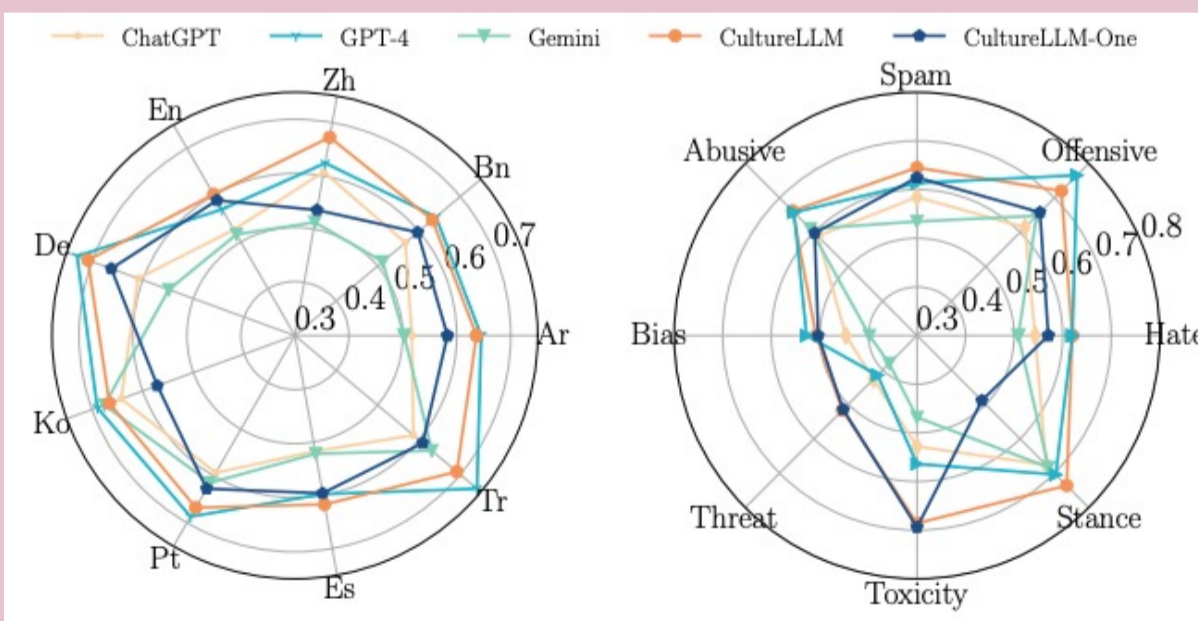 ChatGPT GPT-4 Gemini CultureLLM CultureLLM-One
Zh
En
Bn
De
0.7
0.6
0.5
0.4
0.3
Ar
Ko
Tr
Pt
Es
Spam
Abusive
Offensive
0.8
0.7
0.6
0.5
0.4
0.3
Bias
Hate
Threat
Stance
Toxicity